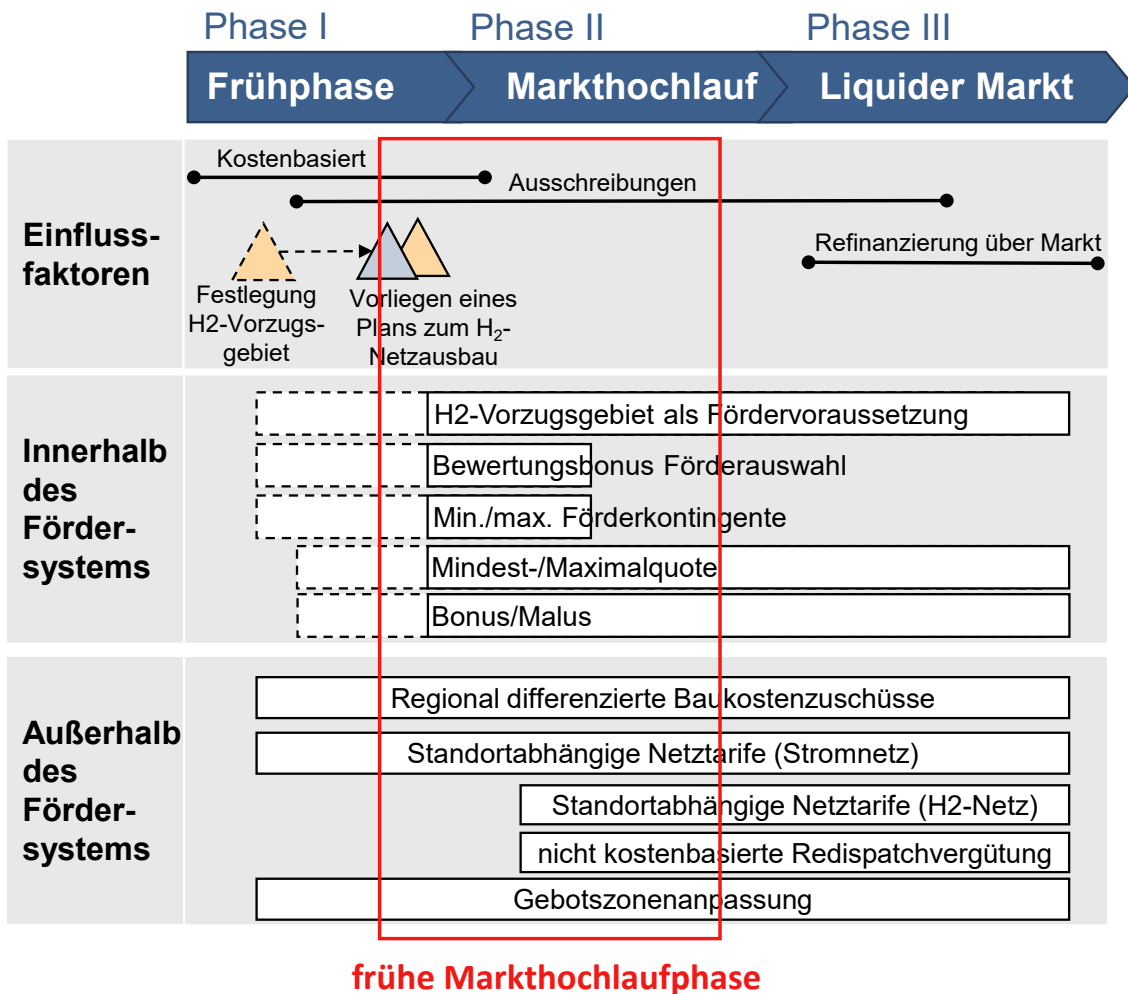 Phase I
Phase II
Phase III
Frühphase
Markthochlauf
Liquider Markt
Einfluss-
faktoren
Kostenbasiert
Ausschreibungen
Refinanzierung über Markt
Festlegung
H2-Vorzugs-
gebiet
Vorliegen eines
Plans zum H₂-
Netzausbau
Innerhalb
des
Förder-
systems
H2-Vorzugsgebiet als Fördervoraussetzung
Bewertungsbonus Förderauswahl
Min./max. Förderkontingente
Mindest-/Maximalquote
Bonus/Malus
Außerhalb
des
Förder-
systems
Regional differenzierte Baukostenzuschüsse
Standortabhängige Netztarife (Stromnetz)
Standortabhängige Netztarife (H2-Netz)
nicht kostenbasierte Redispatchvergütung
Gebotszonenanpassung
frühe Markthochlaufphase